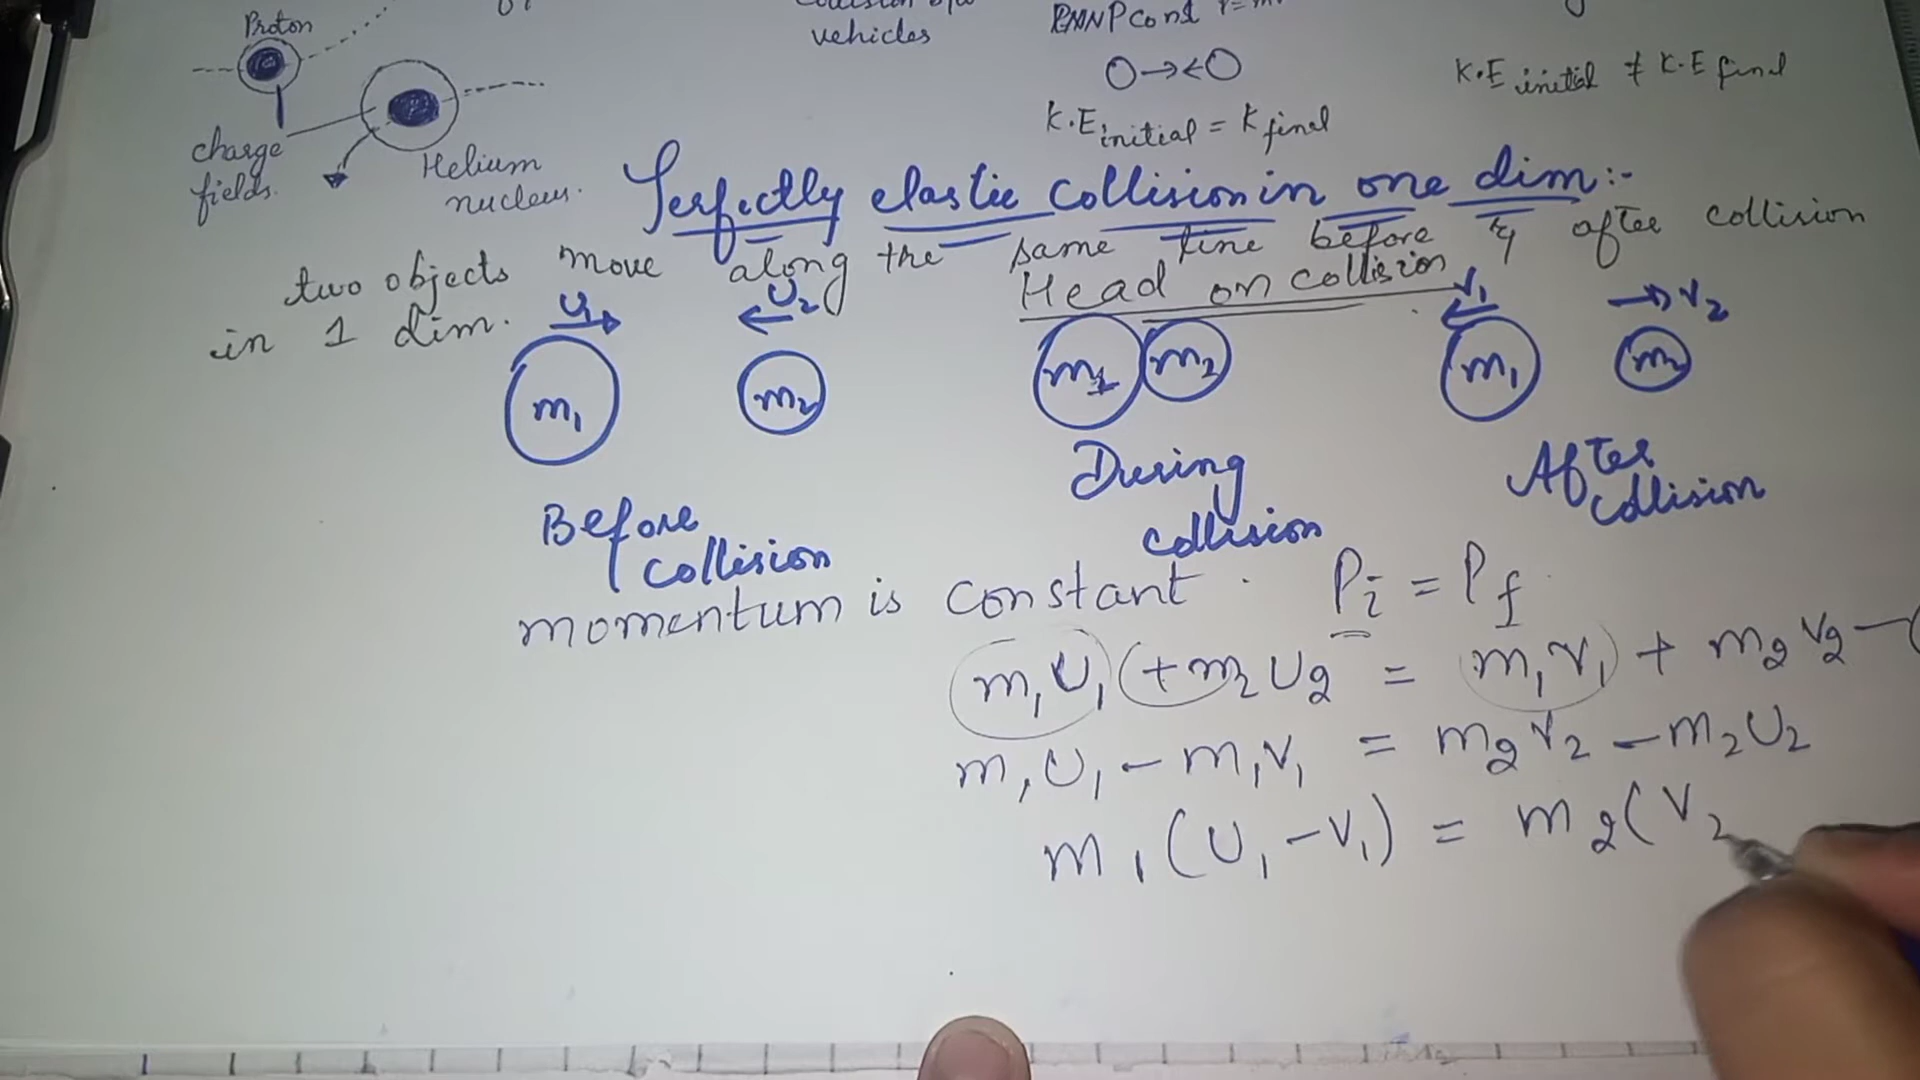 Proton
vehicles
K.E initial ≠ K.E final
K.E initial = K final
charge
fields.
Helium
nucleus.
Perfectly elastic collision in one dim:-
two objects move along the same line before & after collision
in 1 dim.
Head on collision
U1
U2
V1
V2
m1
m2
m1
m2
m1
m2
Before
collision
During
collision
After
collision
momentum is constant.
Pi = Pf
m1U1 + m2U2 = m1V1 + m2V2 — (
m1U1 - m1V1 = m2V2 - m2U2
m1(U1 - V1) = m2(V2